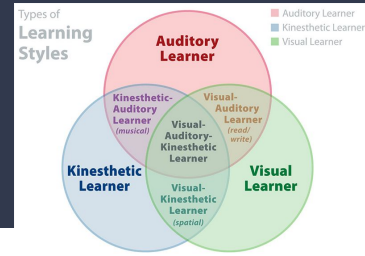 Types of
Learning
Styles
Auditory Learner
Kinesthetic Learner
Visual Learner
Auditory
Learner
Kinesthetic-
Auditory
Learner
(musical)
Visual-
Auditory
Learner
(read/
write)
Visual-
Auditory-
Kinesthetic
Learner
Kinesthetic
Learner
Visual
Learner
Visual-
Kinesthetic
Learner
(spatial)